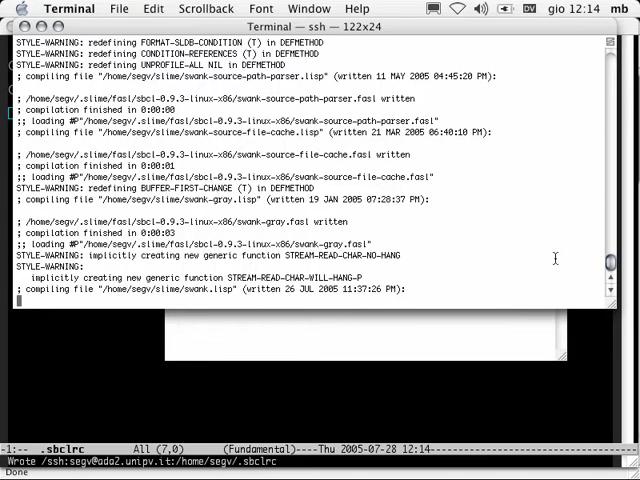 Terminal File Edit Scrollback Font Window Help mb DV gio 12:14
Terminal — ssh — 122x24
STYLE-WARNING: redefining FORMAT-SLDB-CONDITION (T) in DEFMETHOD
STYLE-WARNING: redefining CONDITION-REFERENCES (T) in DEFMETHOD
STYLE-WARNING: redefining UNPROFILE-ALL NIL in DEFMETHOD
; compiling file "/home/segv/slime/swank-source-path-parser.lisp" (written 11 MAY 2005 04:45:20 PM):
; /home/segv/.slime/fasl/sbcl-0.9.3-linux-x86/swank-source-path-parser.fasl written
; compilation finished in 0:00:00
;; loading #P"/home/segv/.slime/fasl/sbcl-0.9.3-linux-x86/swank-source-path-parser.fasl"
; compiling file "/home/segv/slime/swank-source-file-cache.lisp" (written 21 MAR 2005 06:40:10 PM):
; /home/segv/.slime/fasl/sbcl-0.9.3-linux-x86/swank-source-file-cache.fasl written
; compilation finished in 0:00:01
;; loading #P"/home/segv/.slime/fasl/sbcl-0.9.3-linux-x86/swank-source-file-cache.fasl"
STYLE-WARNING: redefining BUFFER-FIRST-CHANGE (T) in DEFMETHOD
; compiling file "/home/segv/slime/swank-gray.lisp" (written 19 JAN 2005 07:28:37 PM):
; /home/segv/.slime/fasl/sbcl-0.9.3-linux-x86/swank-gray.fasl written
; compilation finished in 0:00:03
;; loading #P"/home/segv/.slime/fasl/sbcl-0.9.3-linux-x86/swank-gray.fasl"
STYLE-WARNING: implicitly creating new generic function STREAM-READ-CHAR-NO-HANG
STYLE-WARNING:
implicitly creating new generic function STREAM-READ-CHAR-WILL-HANG-P
; compiling file "/home/segv/slime/swank.lisp" (written 26 JUL 2005 11:37:26 PM):
-1:-- .sbclrc All (7,0) (Fundamental)----Thu 2005-07-28 12:14
Wrote /ssh:segv@ada2.unipv.it:/home/segv/.sbclrc
Done